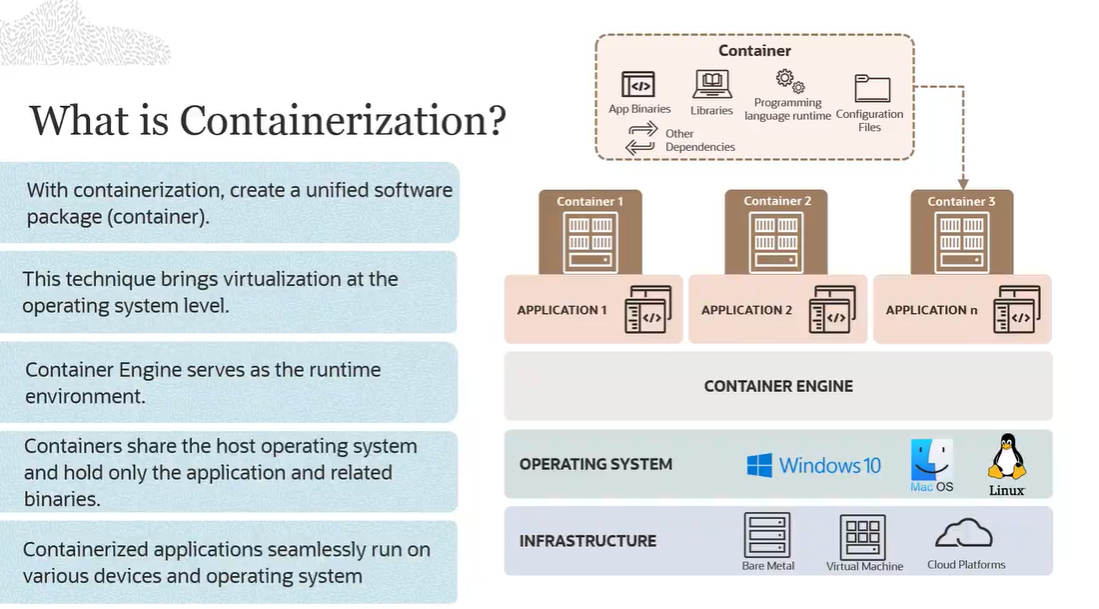 What is Containerization?
With containerization, create a unified software
package (container).
This technique brings virtualization at the
operating system level.
Container Engine serves as the runtime
environment.
Containers share the host operating system
and hold only the application and related
binaries.
Containerized applications seamlessly run on
various devices and operating system
Container
App Binaries
Libraries
Programming
language runtime
Configuration
Files
Other
Dependencies
Container 1
Container 2
Container 3
APPLICATION 1
APPLICATION 2
APPLICATION n
CONTAINER ENGINE
OPERATING SYSTEM
Windows 10
Mac OS
Linux
INFRASTRUCTURE
Bare Metal
Virtual Machine
Cloud Platforms